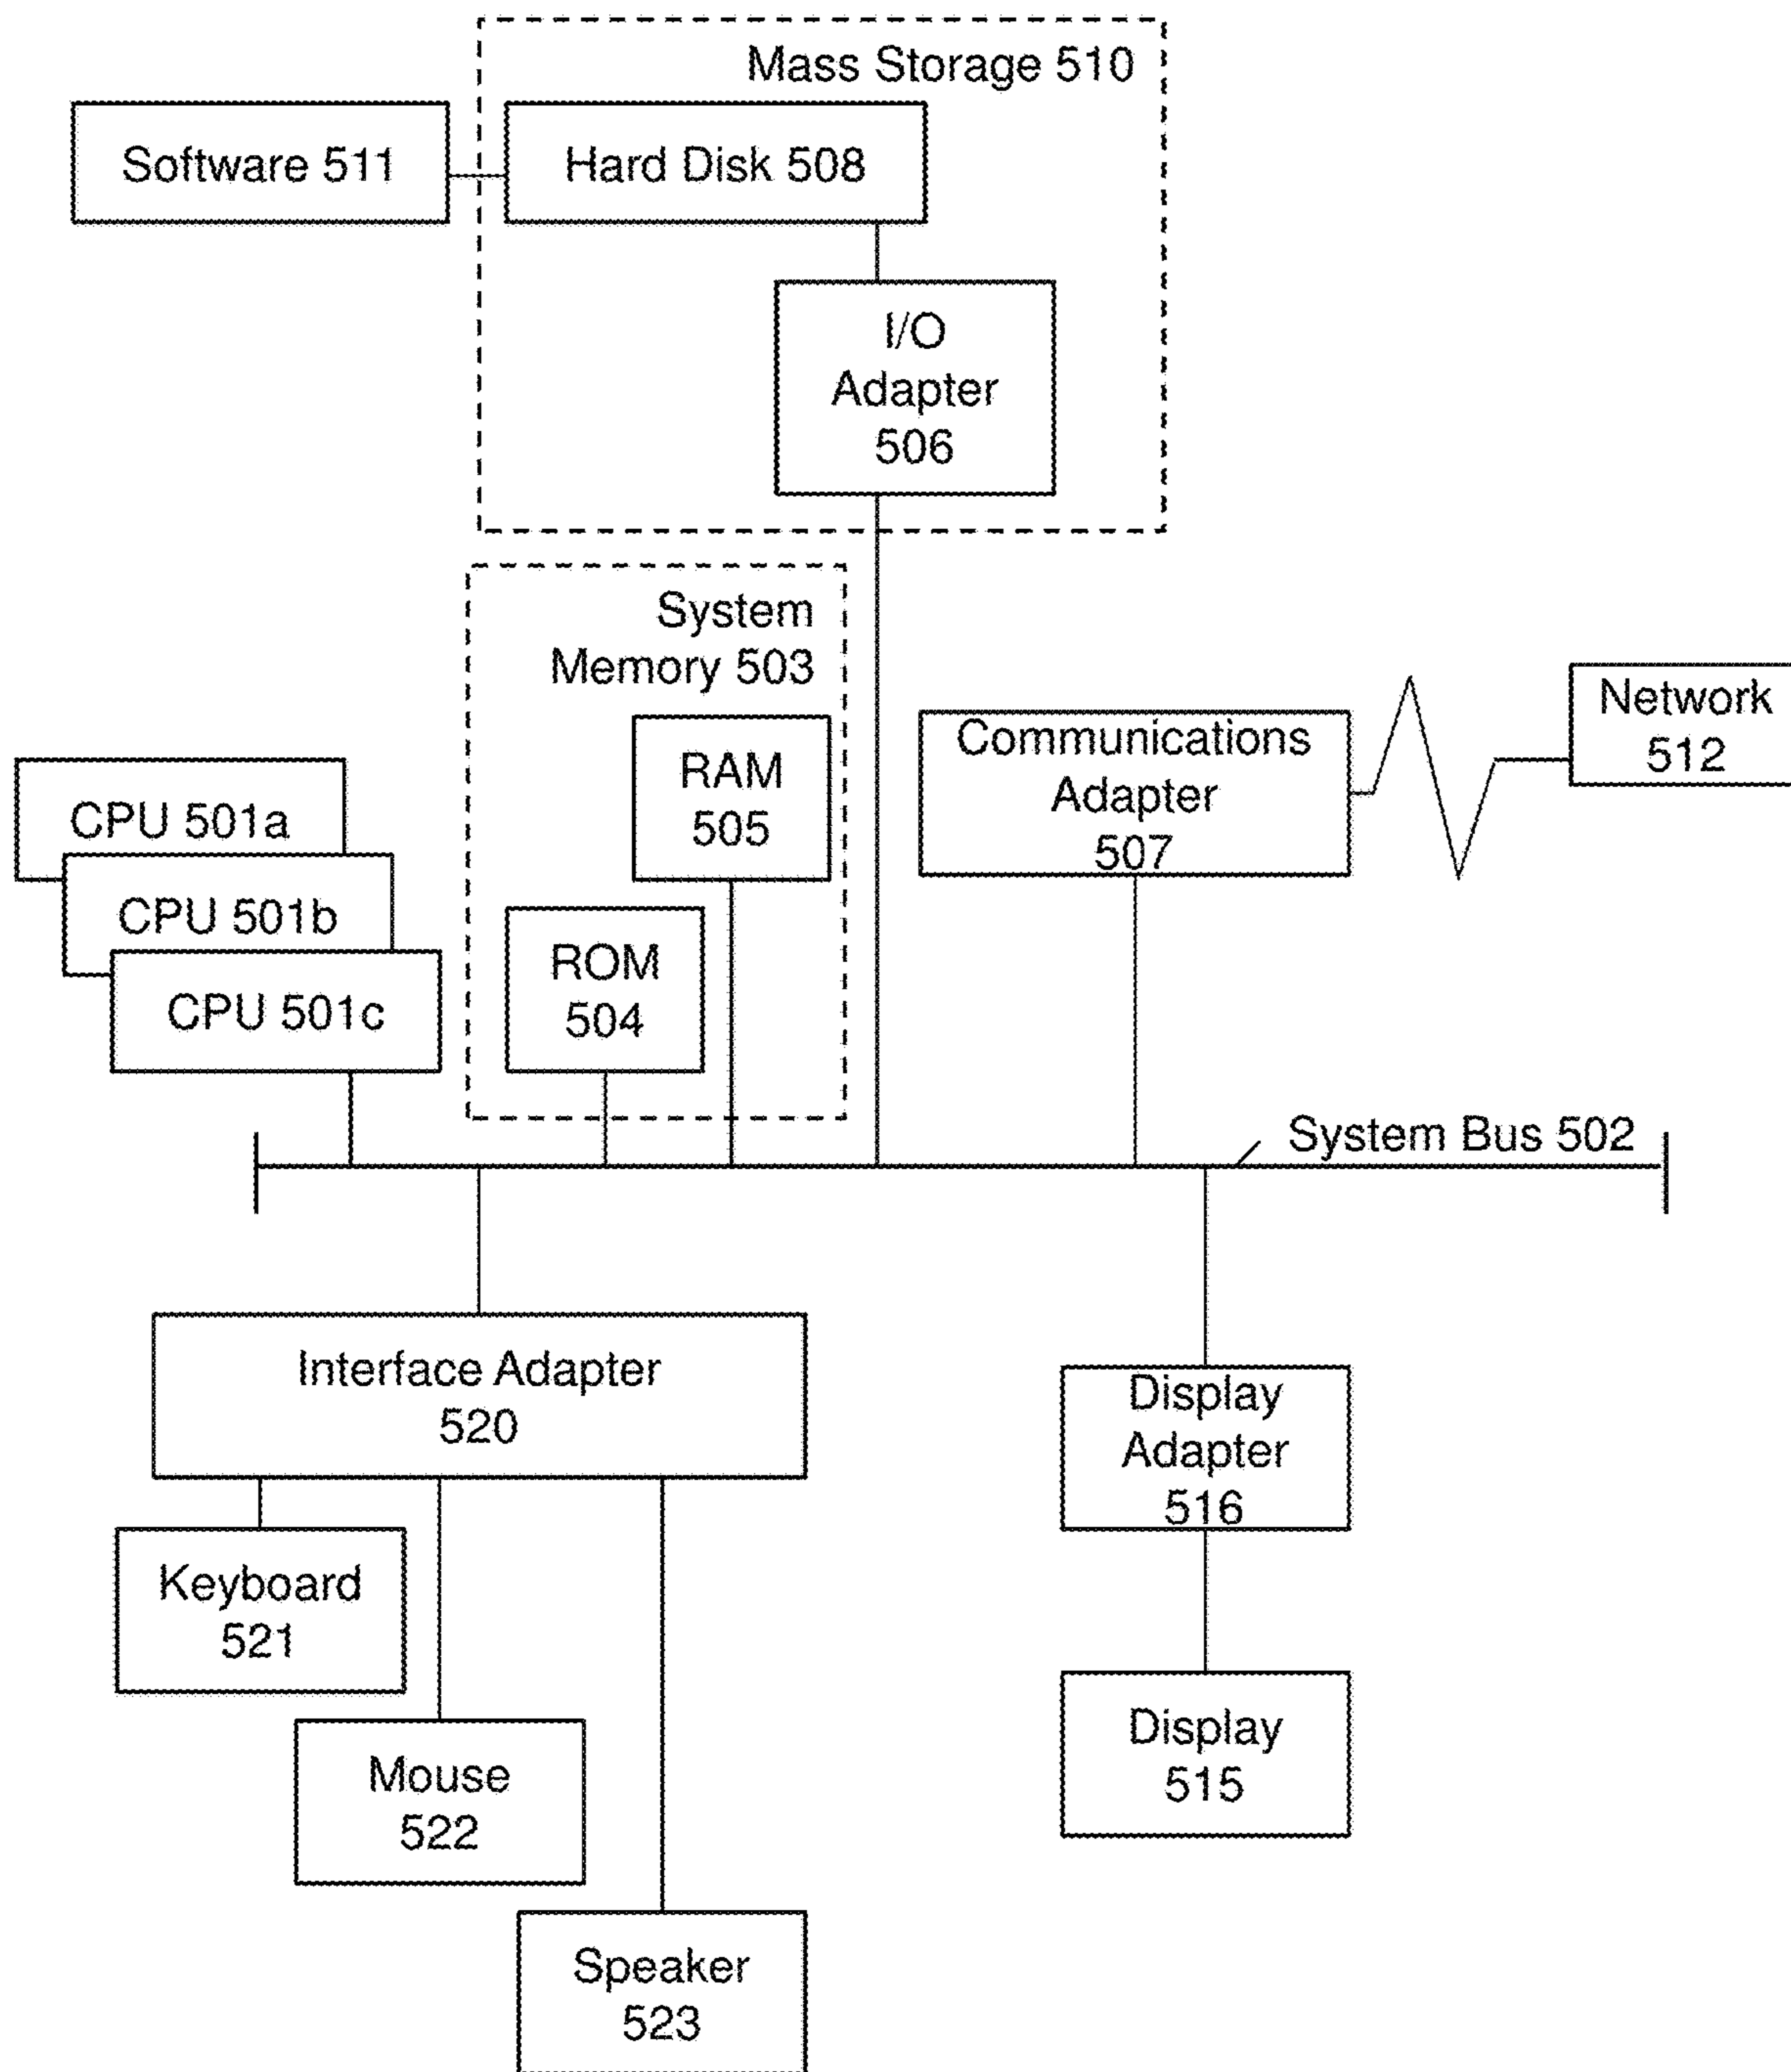 Mass Storage 510
Software 511
Hard Disk 508
I/O
Adapter
506
System
Memory 503
Network
512
Communications
Adapter
507
RAM
505
CPU 501a
CPU 501b
CPU 501c
ROM
504
System Bus 502
Interface Adapter
520
Display
Adapter
516
Keyboard
521
Display
515
Mouse
522
Speaker
523